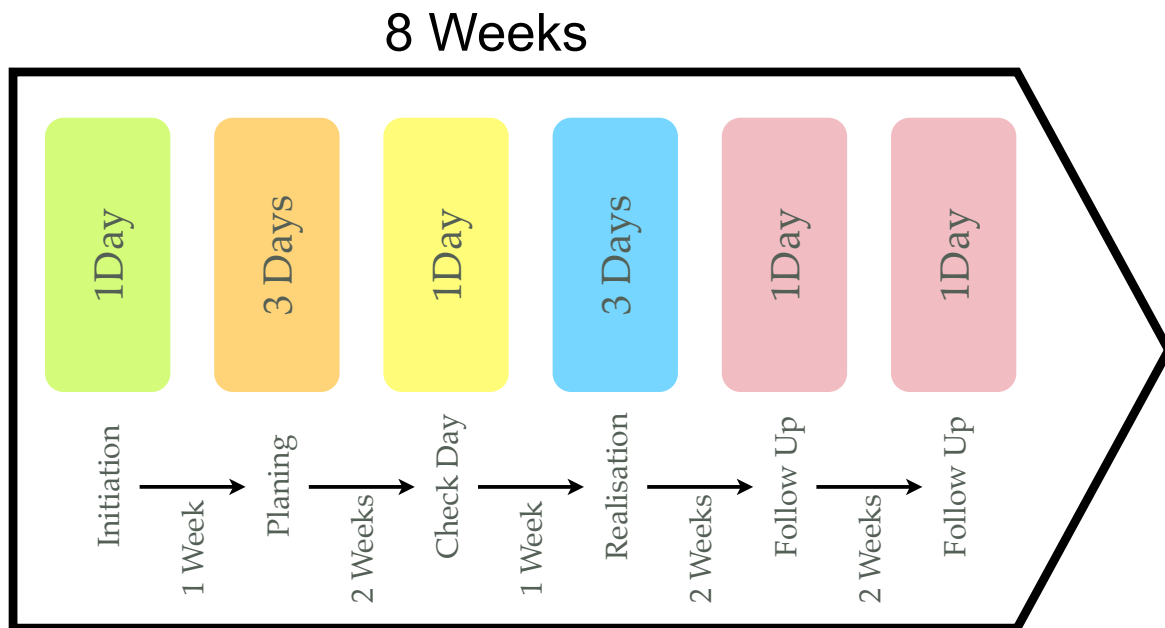 8 Weeks
1Day
3 Days
1Day
3 Days
1Day
1Day
Initiation
1 Week
Planing
2 Weeks
Check Day
1 Week
Realisation
2 Weeks
Follow Up
2 Weeks
Follow Up